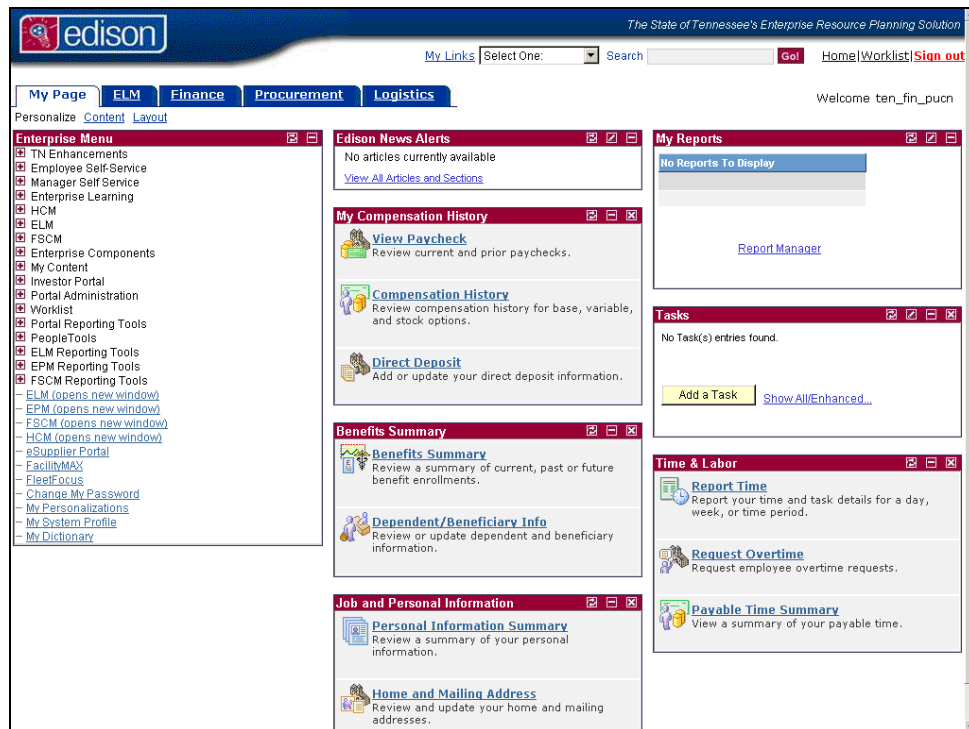 edison
The State of Tennessee's Enterprise Resource Planning Solution
My Links Select One: Search Go! Home|Worklist|Sign out
My Page ELM Finance Procurement Logistics
Welcome ten_fin_pucn
Personalize Content Layout
Enterprise Menu
TN Enhancements
Employee Self-Service
Manager Self Service
Enterprise Learning
HCM
ELM
FSCM
Enterprise Components
My Content
Investor Portal
Portal Administration
Worklist
Portal Reporting Tools
PeopleTools
ELM Reporting Tools
EPM Reporting Tools
FSCM Reporting Tools
ELM (opens new window)
EPM (opens new window)
FSCM (opens new window)
HCM (opens new window)
eSupplier Portal
FacilityMAX
FleetFocus
Change My Password
My Personalizations
My System Profile
My Dictionary
Edison News Alerts
No articles currently available
View All Articles and Sections
My Compensation History
View Paycheck
Review current and prior paychecks.
Compensation History
Review compensation history for base, variable,
and stock options.
Direct Deposit
Add or update your direct deposit information.
Benefits Summary
Benefits Summary
Review a summary of current, past or future
benefit enrollments.
Dependent/Beneficiary Info
Review or update dependent and beneficiary
information.
Job and Personal Information
Personal Information Summary
Review a summary of your personal
information.
Home and Mailing Address
Review and update your home and mailing
addresses.
My Reports
No Reports To Display
Report Manager
Tasks
No Task(s) entries found.
Add a Task Show All/Enhanced...
Time & Labor
Report Time
Report your time and task details for a day,
week, or time period.
Request Overtime
Request employee overtime requests.
Payable Time Summary
View a summary of your payable time.